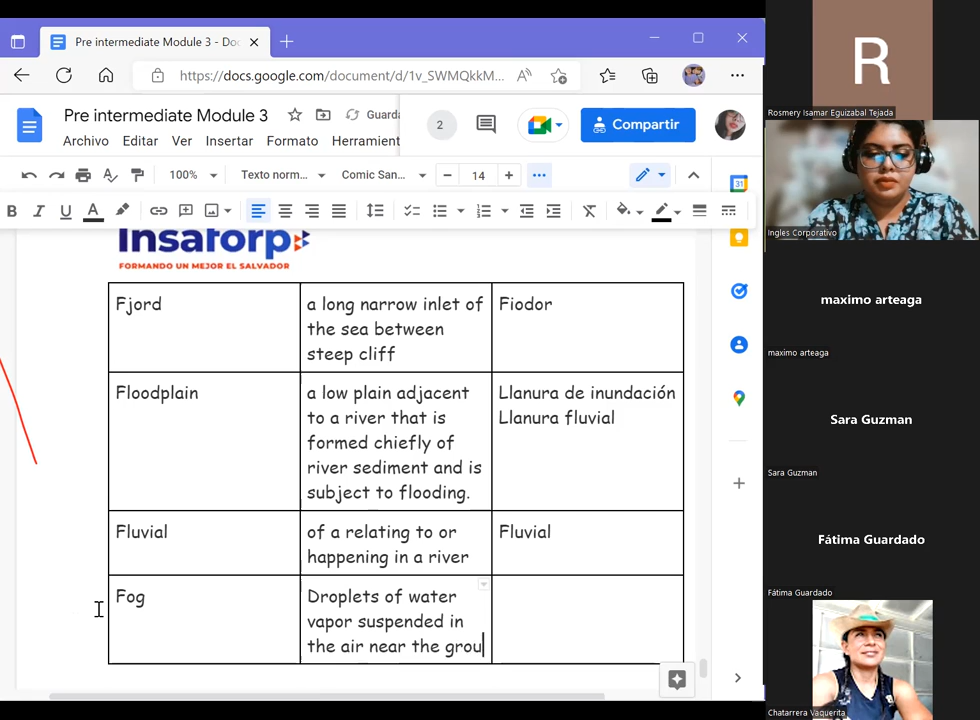 Pre intermediate Module 3 - Doc
https://docs.google.com/document/d/1v_SWMQkkM...
Pre intermediate Module 3
Guarda
Archivo Editar Ver Insertar Formato Herramient
2
Compartir
100% Texto norm... Comic San... 14
Insaforp
FORMANDO UN MEJOR EL SALVADOR
Fjord
a long narrow inlet of
the sea between
steep cliff
Fiodor
Floodplain
a low plain adjacent
to a river that is
formed chiefly of
river sediment and is
subject to flooding.
Llanura de inundación
Llanura fluvial
Fluvial
of a relating to or
happening in a river
Fluvial
Fog
Droplets of water
vapor suspended in
the air near the grou
31
R
Rosmery Isamar Eguizabal Tejada
Ingles Corporativo
maximo arteaga
maximo arteaga
Sara Guzman
Sara Guzman
Fátima Guardado
Fátima Guardado
Chatarrera Vaquerita